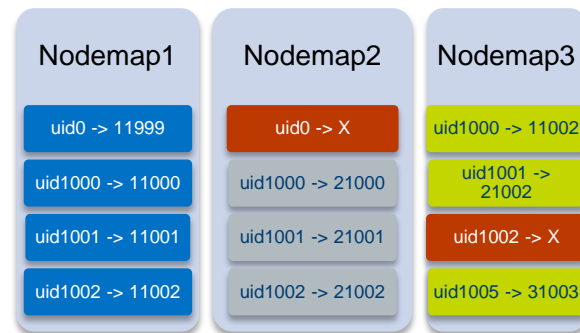 Nodemap1
uid0 -> 11999
uid1000 -> 11000
uid1001 -> 11001
uid1002 -> 11002
Nodemap2
uid0 -> X
uid1000 -> 21000
uid1001 -> 21001
uid1002 -> 21002
Nodemap3
uid1000 -> 11002
uid1001 ->
21002
uid1002 -> X
uid1005 -> 31003